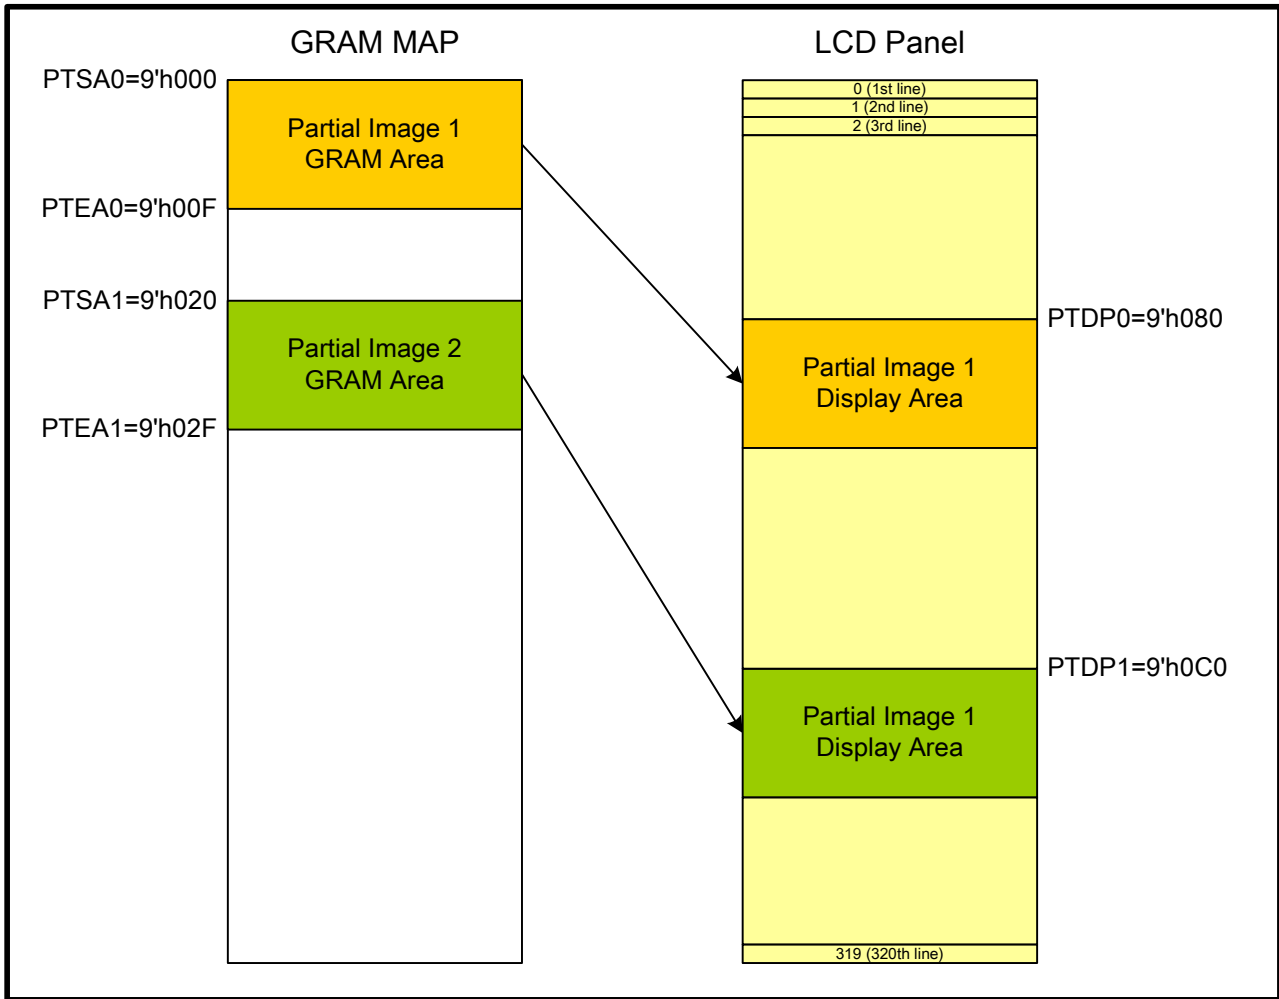 GRAM MAP
LCD Panel
PTSA0=9'h000
0 (1st line)
1 (2nd line)
2 (3rd line)
Partial Image 1
GRAM Area
PTEA0=9'h00F
PTSA1=9'h020
PTDP0=9'h080
Partial Image 2
GRAM Area
Partial Image 1
Display Area
PTEA1=9'h02F
PTDP1=9'h0C0
Partial Image 1
Display Area
319 (320th line)